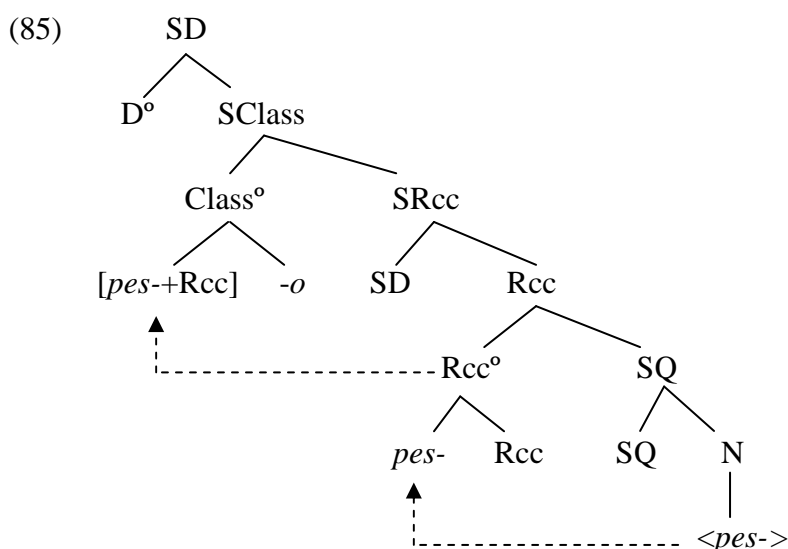 (85) SD
Dº SClass
Classº SRcc
[pes-+Rcc] -o SD Rcc
Rccº SQ
pes- Rcc SQ N
<pes->